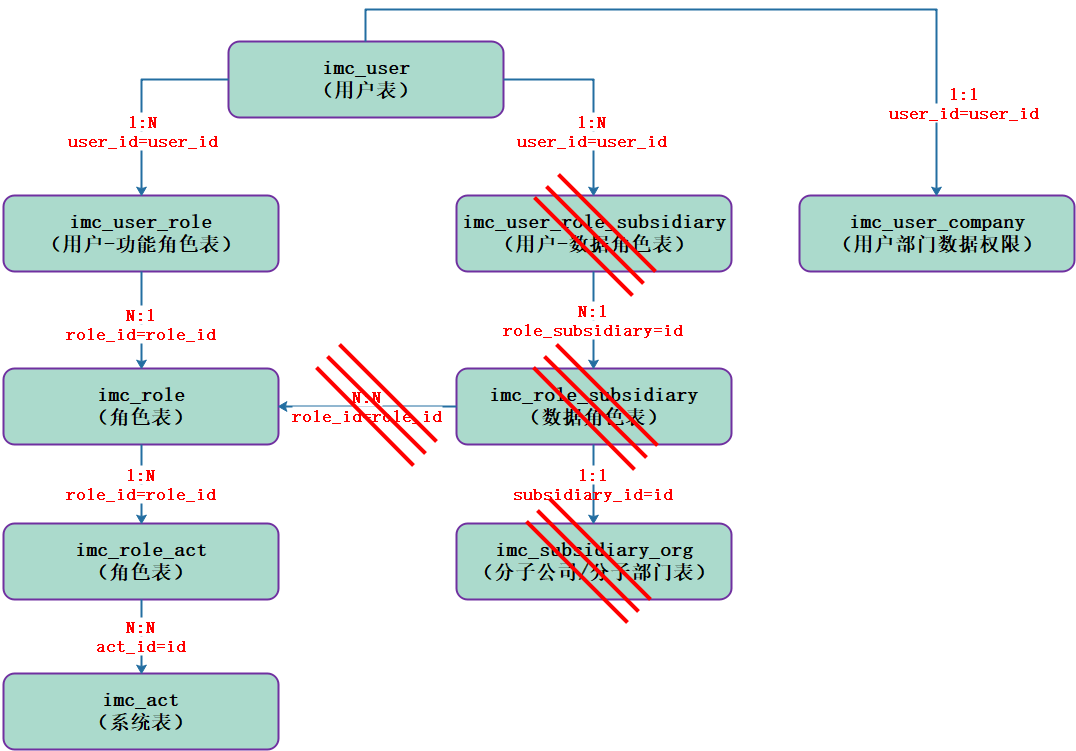 imc_user
（用户表）
1:N
user_id=user_id
1:N
user_id=user_id
1:1
user_id=user_id
imc_user_role
（用户-功能角色表）
imc_user_role_subsidiary
（用户-数据角色表）
imc_user_company
（用户部门数据权限）
N:1
role_id=role_id
N:1
role_subsidiary=id
imc_role
（角色表）
N:N
role_id=role_id
imc_role_subsidiary
（数据角色表）
1:N
role_id=role_id
1:1
subsidiary_id=id
imc_role_act
（角色表）
imc_subsidiary_org
（分子公司/分子部门表）
N:N
act_id=id
imc_act
（系统表）